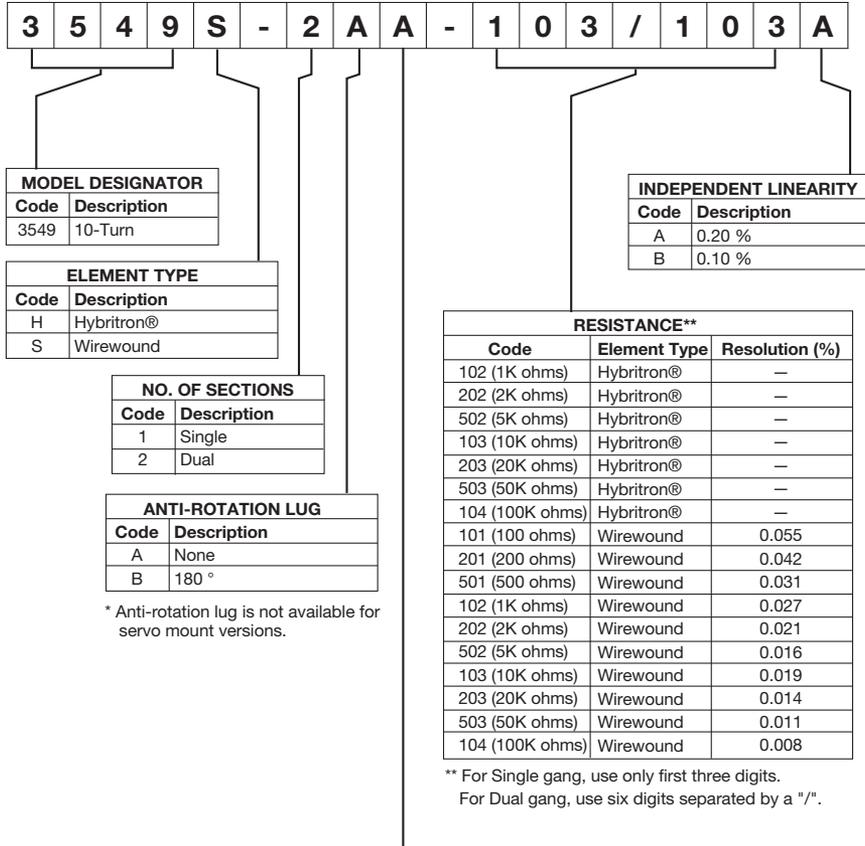 3 5 4 9 S - 2 A A - 1 0 3 / 1 0 3 A
MODEL DESIGNATOR
Code Description
3549 10-Turn
ELEMENT TYPE
Code Description
H Hybritron®
S Wirewound
NO. OF SECTIONS
Code Description
1 Single
2 Dual
ANTI-ROTATION LUG
Code Description
A None
B 180 °
* Anti-rotation lug is not available for
servo mount versions.
INDEPENDENT LINEARITY
Code Description
A 0.20 %
B 0.10 %
RESISTANCE**
Code Element Type Resolution (%)
102 (1K ohms) Hybritron® —
202 (2K ohms) Hybritron® —
502 (5K ohms) Hybritron® —
103 (10K ohms) Hybritron® —
203 (20K ohms) Hybritron® —
503 (50K ohms) Hybritron® —
104 (100K ohms) Hybritron® —
101 (100 ohms) Wirewound 0.055
201 (200 ohms) Wirewound 0.042
501 (500 ohms) Wirewound 0.031
102 (1K ohms) Wirewound 0.027
202 (2K ohms) Wirewound 0.021
502 (5K ohms) Wirewound 0.016
103 (10K ohms) Wirewound 0.019
203 (20K ohms) Wirewound 0.014
503 (50K ohms) Wirewound 0.011
104 (100K ohms) Wirewound 0.008
** For Single gang, use only first three digits.
For Dual gang, use six digits separated by a "/".